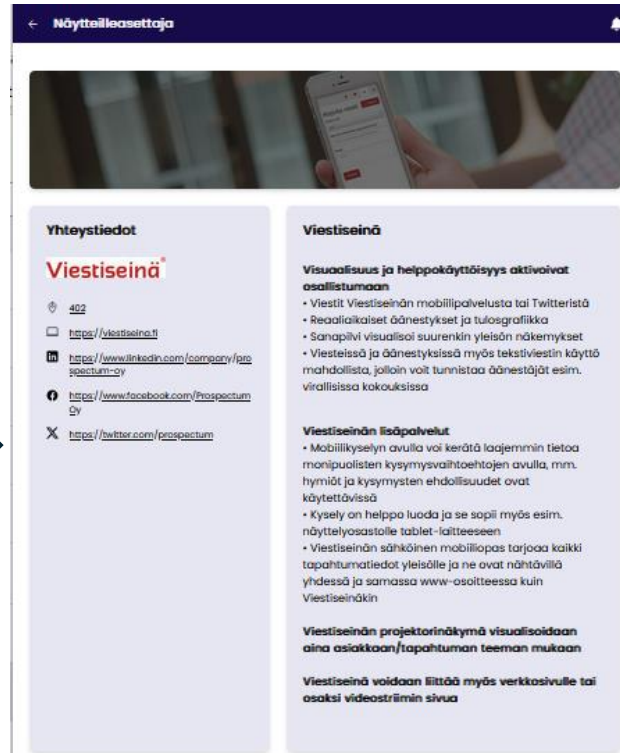 ← Näytteilleasettaja
Yhteystiedot
Viestiseinä®
402
https://viestiseina.fi
https://www.linkedin.com/company/pro
spectum-oy
https://www.facebook.com/Prospectum
Oy
https://twitter.com/prospectum
Viestiseinä
Visuaalisuus ja helppokäyttöisyys aktivoivat
osallistumaan
• Viestit Viestiseinän mobiilipalvelusta tai Twitteristä
• Reaaliaikaiset äänestykset ja tulosgrafiikka
• Sanapilvi visualisoi suurenkin yleisön näkemykset
• Viesteissä ja äänestyksissä myös tekstiviestin käyttö
mahdollista, jolloin voit tunnistaa äänestäjät esim.
virallisissa kokouksissa
Viestiseinän lisäpalvelut
• Mobiilikyselyn avulla voi kerätä laajemmin tietoa
monipuolisten kysymysvaihtoehtojen avulla, mm.
hymiöt ja kysymysten ehdollisuudet ovat
käytettävissä
• Kysely on helppo luoda ja se sopii myös esim.
näyttelyosastolle tablet-laitteeseen
• Viestiseinän sähköinen mobiiliopas tarjoaa kaikki
tapahtumatiedot yleisölle ja ne ovat nähtävillä
yhdessä ja samassa www-osoitteessa kuin
Viestiseinäkin
Viestiseinän projektorinäkymä visualisoidaan
aina asiakkaan/tapahtuman teeman mukaan
Viestiseinä voidaan liittää myös verkkosivulle tai
osaksi videostriimin sivua